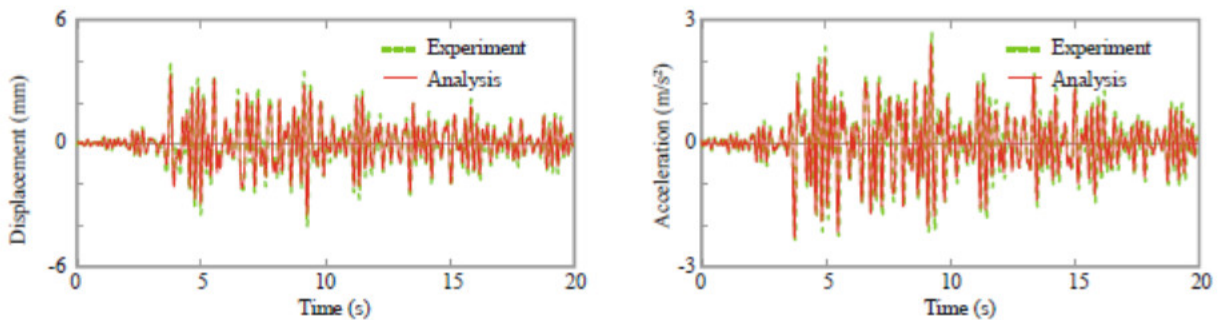 6
Experiment
Analysis
Displacement (mm)
0
-6
0 5 10 15 20
Time (s)
3
Experiment
Analysis
Acceleration (m/s²)
0
-3
0 5 10 15 20
Time (s)